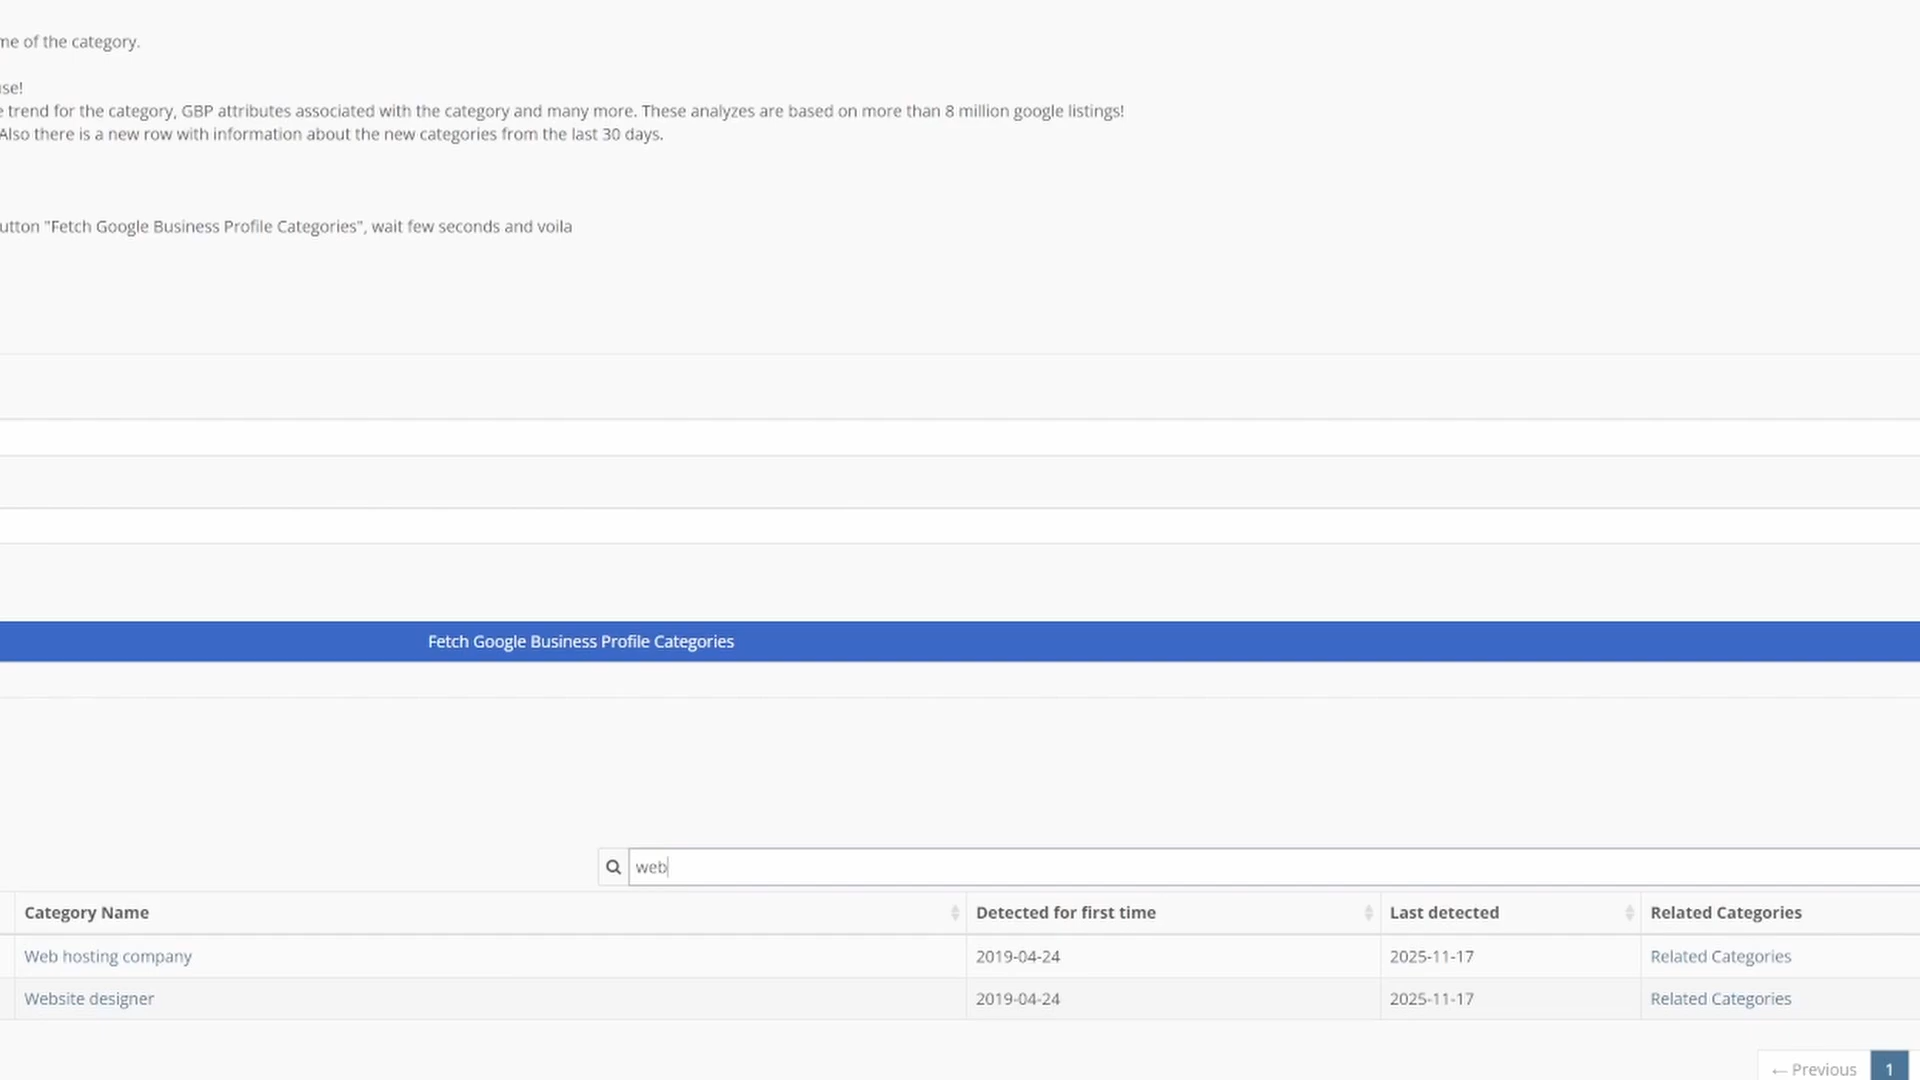 me of the category.
use!
e trend for the category, GBP attributes associated with the category and many more. These analyzes are based on more than 8 million google listings!
Also there is a new row with information about the new categories from the last 30 days.
utton "Fetch Google Business Profile Categories", wait few seconds and voila
Fetch Google Business Profile Categories
web
Category Name Detected for first time Last detected Related Categories
Web hosting company 2019-04-24 2025-11-17 Related Categories
Website designer 2019-04-24 2025-11-17 Related Categories
← Previous 1